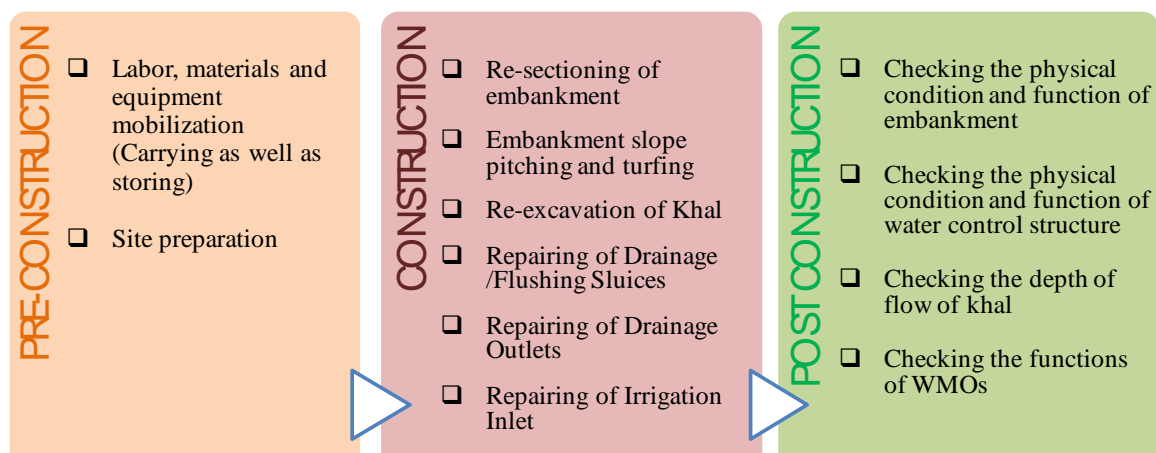 PRE-CONSTRUCTION
Labor, materials and
equipment
mobilization
(Carrying as well as
storing)
Site preparation
CONSTRUCTION
Re-sectioning of
embankment
Embankment slope
pitching and turfing
Re-excavation of Khal
Repairing of Drainage
/Flushing Sluices
Repairing of Drainage
Outlets
Repairing of Irrigation
Inlet
POST CONSTRUCTION
Checking the physical
condition and function of
embankment
Checking the physical
condition and function of
water control structure
Checking the depth of
flow of khal
Checking the functions
of WMOs